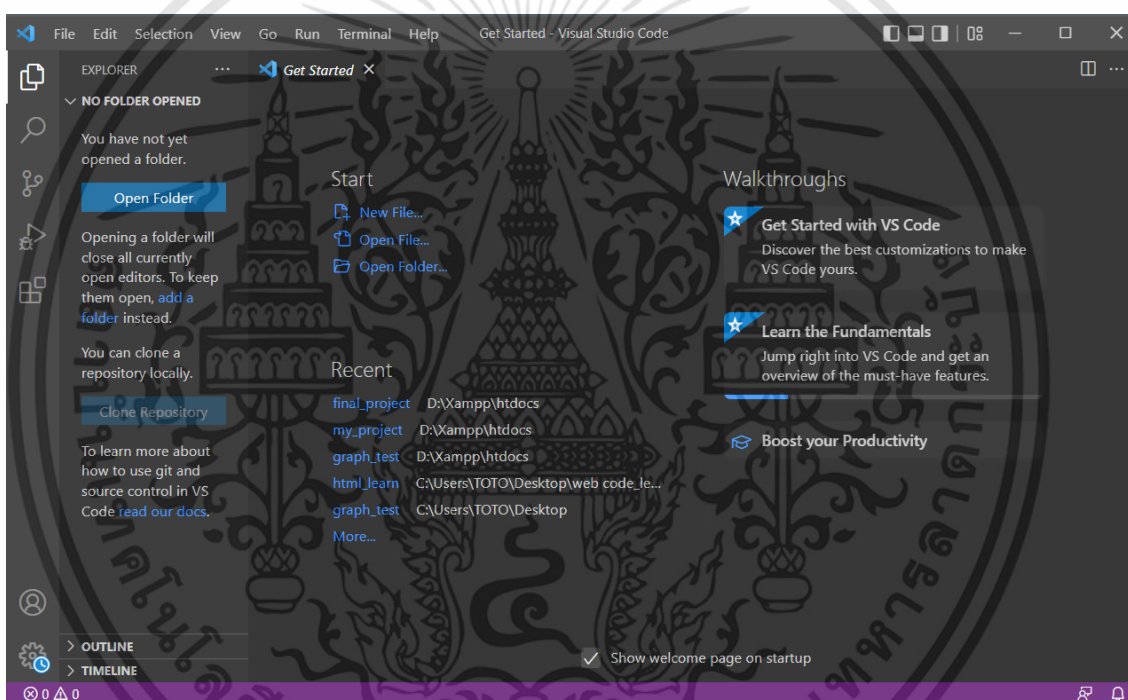 File Edit Selection View Go Run Terminal Help
Get Started - Visual Studio Code
EXPLORER
Get Started
NO FOLDER OPENED
You have not yet
opened a folder.
Open Folder
Opening a folder will
close all currently
open editors. To keep
them open, add a
folder instead.
You can clone a
repository locally.
Clone Repository
To learn more about
how to use git and
source control in VS
Code read our docs.
OUTLINE
TIMELINE
Start
New File...
Open File...
Open Folder...
Recent
final_project D:\Xampp\htdocs
my_project D:\Xampp\htdocs
graph_test D:\Xampp\htdocs
html_learn C:\Users\TOTO\Desktop\web code_le...
graph_test C:\Users\TOTO\Desktop
More...
Walkthroughs
Get Started with VS Code
Discover the best customizations to make
VS Code yours.
Learn the Fundamentals
Jump right into VS Code and get an
overview of the must-have features.
Boost your Productivity
Show welcome page on startup
0 0